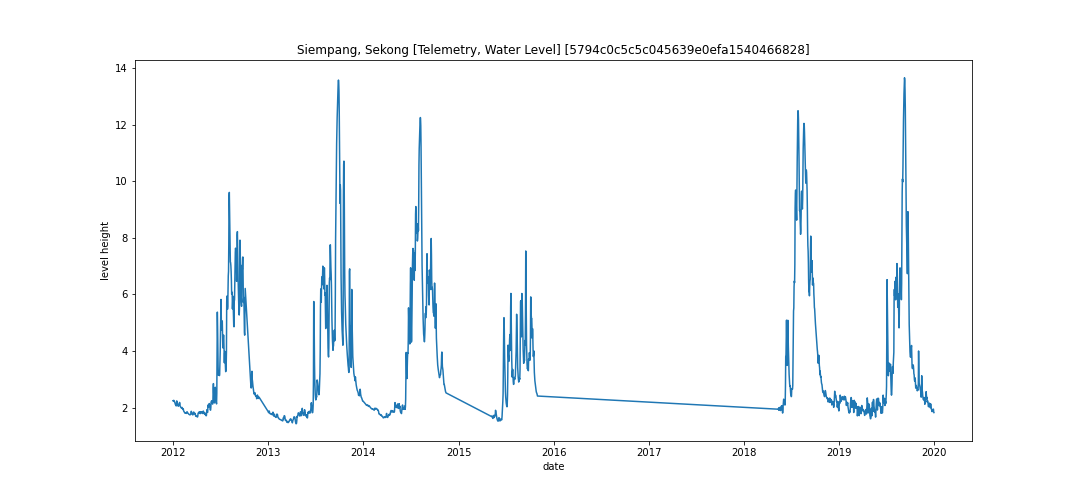 Siempang, Sekong [Telemetry, Water Level] [5794c0c5c5c045639e0efa1540466828]
14
12
10
8
6
4
2
level height
2012 2013 2014 2015 2016 2017 2018 2019 2020
date